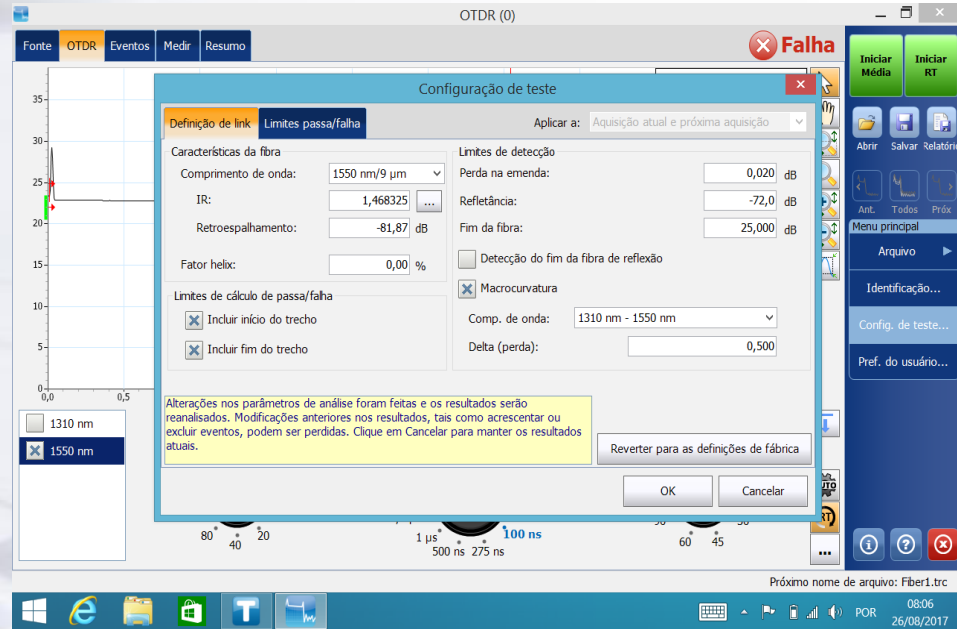 OTDR (0)
Fonte OTDR Eventos Medir Resumo
Falha
Iniciar Média
Iniciar RT
Abrir Salvar Relatóri
Ant. Todos Próx
Menu principal
Arquivo
Identificação...
Config. de teste...
Pref. do usuário...
35
30
25
20
15
10
5
0
0,0 0,5
Configuração de teste
Definição de link Limites passa/falha
Aplicar a: Aquisição atual e próxima aquisição
Características da fibra
Comprimento de onda: 1550 nm/9 µm
IR: 1,468325 ...
Retroespalhamento: -81,87 dB
Fator helix: 0,00 %
Limites de cálculo de passa/falha
Incluir início do trecho
Incluir fim do trecho
Limites de detecção
Perda na emenda: 0,020 dB
Refletância: -72,0 dB
Fim da fibra: 25,000 dB
Detecção do fim da fibra de reflexão
Macrocurvatura
Comp. de onda: 1310 nm - 1550 nm
Delta (perda): 0,500
Alterações nos parâmetros de análise foram feitas e os resultados serão
reanalisados. Modificações anteriores nos resultados, tais como acrescentar ou
excluir eventos, podem ser perdidas. Clique em Cancelar para manter os resultados
atuais.
Reverter para as definições de fábrica
OK Cancelar
1310 nm
1550 nm
80 40 20
1 µs 500 ns 275 ns 100 ns
60 45
Próximo nome de arquivo: Fiber1.trc
POR
08:06
26/08/2017